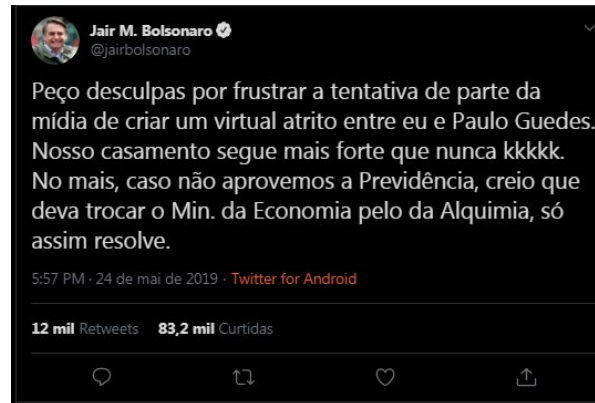 Jair M. Bolsonaro
@jairbolsonaro
Peço desculpas por frustrar a tentativa de parte da
mídia de criar um virtual atrito entre eu e Paulo Guedes.
Nosso casamento segue mais forte que nunca kkkkk.
No mais, caso não aprovemos a Previdência, creio que
deva trocar o Min. da Economia pelo da Alquimia, só
assim resolve.
5:57 PM · 24 de mai de 2019 · Twitter for Android
12 mil Retweets 83,2 mil Curtidas